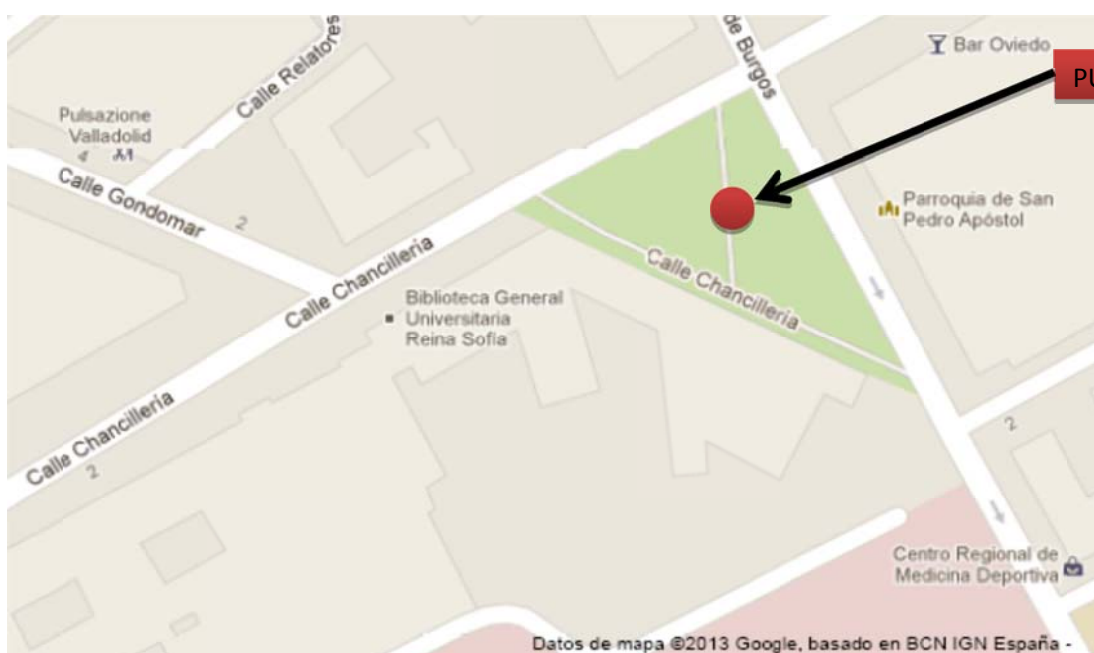 de Burgos
Bar Oviedo
PU
Calle Relatores
Pulsazione
Valladolid
4
Calle Gondomar
2
Parroquia de San
Pedro Apóstol
Calle Chancillería
Calle Chancillería
Biblioteca General
Universitaria
Reina Sofía
Calle Chancillería
2
2
Centro Regional de
Medicina Deportiva
Datos de mapa ©2013 Google, basado en BCN IGN España -